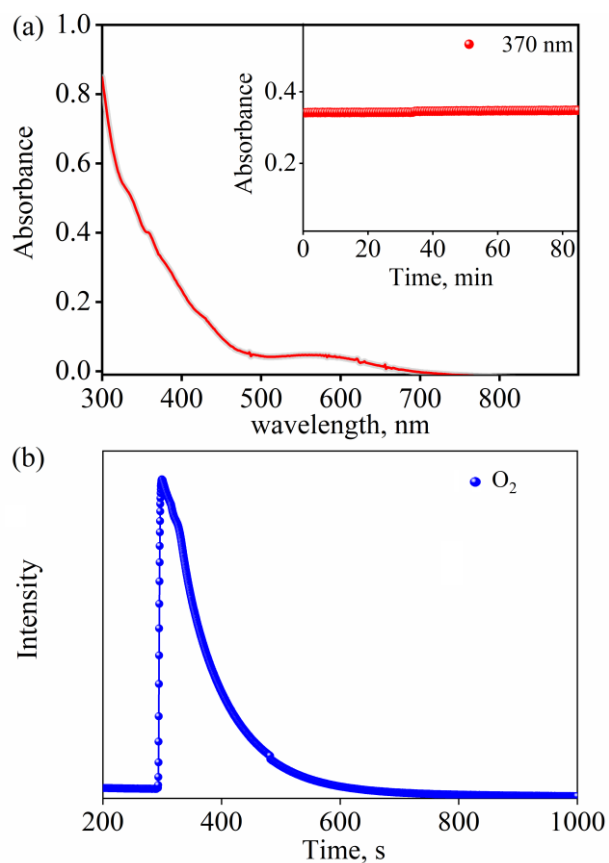 (a)
1.0
0.8
0.6
0.4
0.2
0.0
Absorbance
300 400 500 600 700 800
wavelength, nm
370 nm
0.4
0.2
Absorbance
0 20 40 60 80
Time, min
(b)
O₂
Intensity
200 400 600 800 1000
Time, s